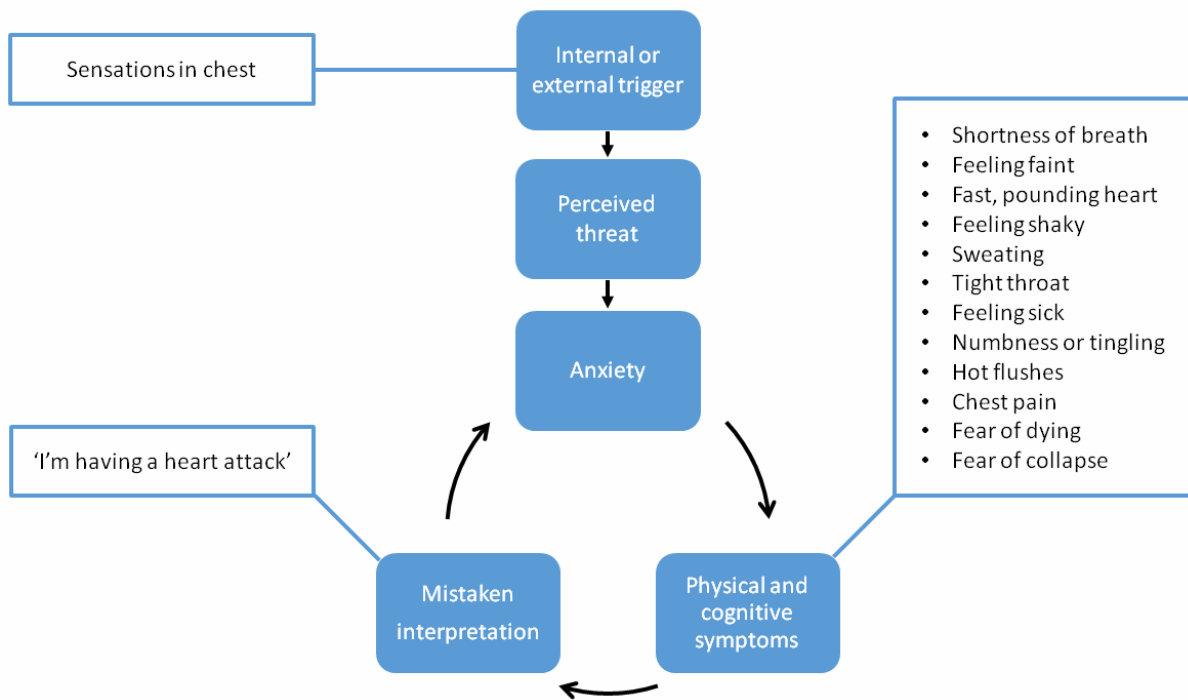 Sensations in chest
Internal or
external trigger
Perceived
threat
Anxiety
• Shortness of breath
• Feeling faint
• Fast, pounding heart
• Feeling shaky
• Sweating
• Tight throat
• Feeling sick
• Numbness or tingling
• Hot flushes
• Chest pain
• Fear of dying
• Fear of collapse
‘I’m having a heart attack’
Mistaken
interpretation
Physical and
cognitive
symptoms